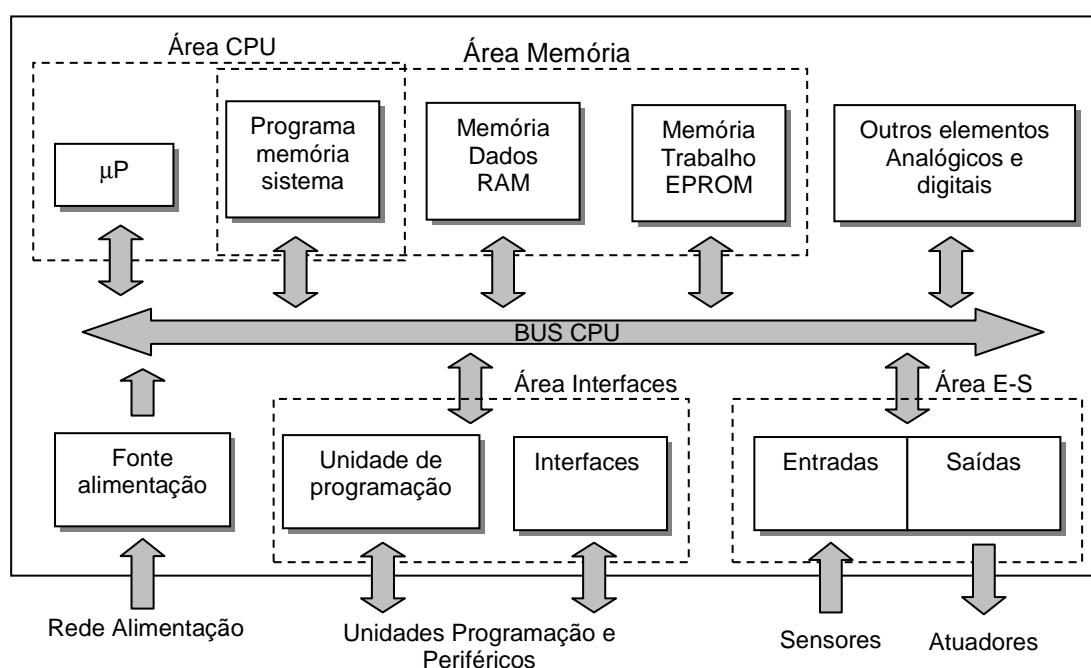 Área CPU
Área Memória
μP
Programa
memória
sistema
Memória
Dados
RAM
Memória
Trabalho
EPROM
Outros elementos
Analógicos e
digitais
BUS CPU
Área Interfaces
Área E-S
Fonte
alimentação
Unidade de
programação
Interfaces
Entradas
Saídas
Rede Alimentação
Unidades Programação e
Periféricos
Sensores
Atuadores